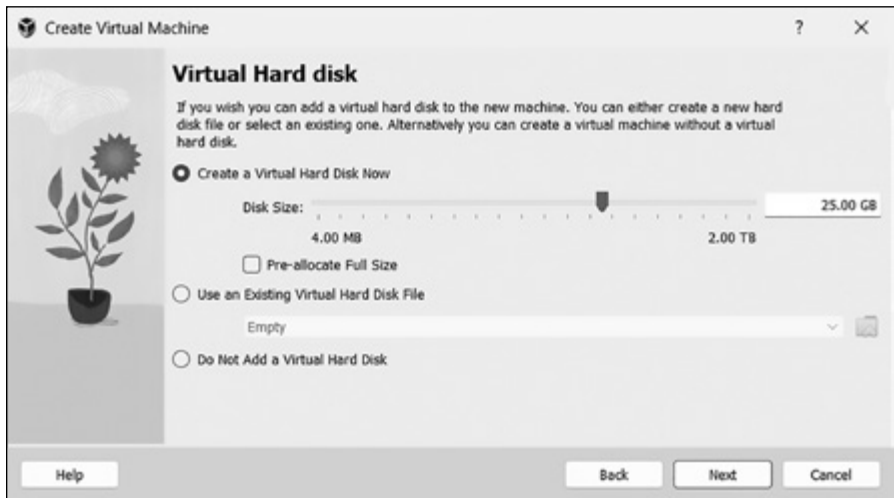 Create Virtual Machine
?
Virtual Hard disk
If you wish you can add a virtual hard disk to the new machine. You can either create a new hard
disk file or select an existing one. Alternatively you can create a virtual machine without a virtual
hard disk.
Create a Virtual Hard Disk Now
Disk Size: 25.00 GB
4.00 MB 2.00 TB
Pre-allocate Full Size
Use an Existing Virtual Hard Disk File
Empty
Do Not Add a Virtual Hard Disk
Help Back Next Cancel